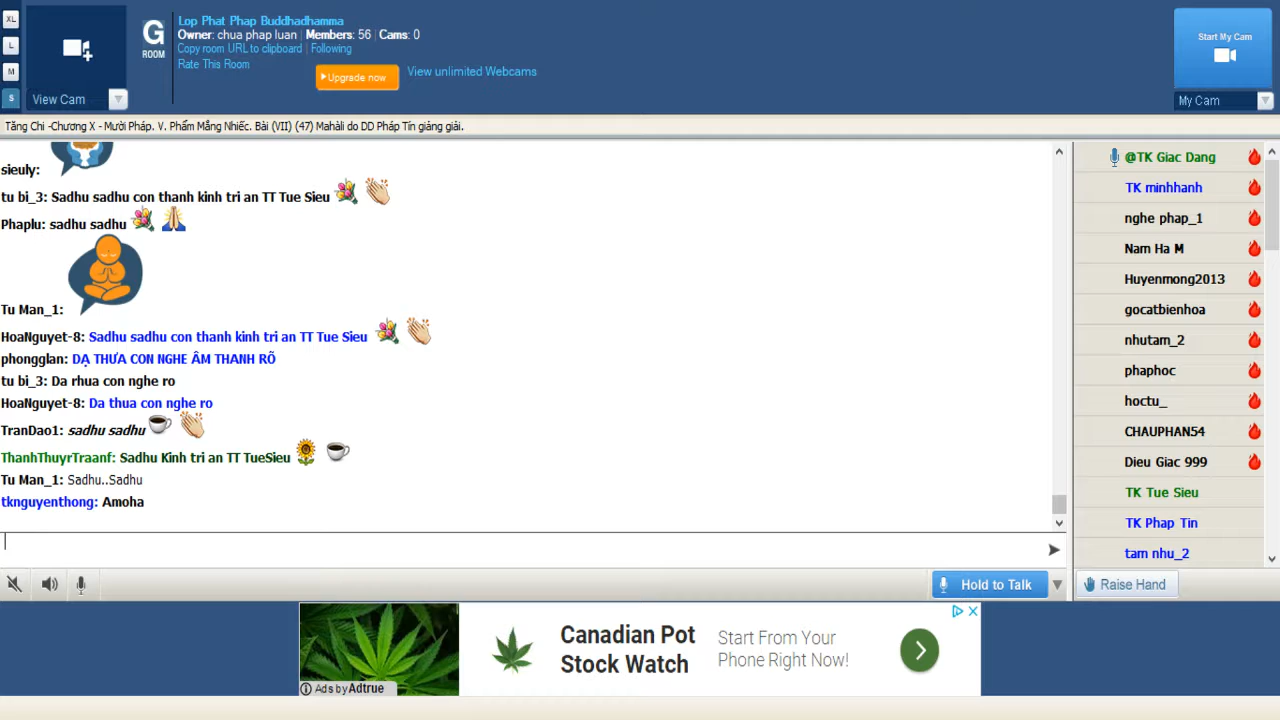 XL
L
M
S
View Cam
G
ROOM
Lop Phat Phap Buddhadhamma
Owner: chua phap luan | Members: 56 | Cams: 0
Copy room URL to clipboard | Following
Rate This Room
Upgrade now
View unlimited Webcams
Start My Cam
My Cam
Tăng Chi -Chương X - Mười Pháp. V. Phẩm Mắng Nhiếc. Bài (VII) (47) Mahàli do DD Pháp Tín giảng giải.
sieuly:
tu bi_3: Sadhu sadhu con thanh kinh tri an TT Tue Sieu
Phaplu: sadhu sadhu
Tu Man_1:
HoaNguyet-8: Sadhu sadhu con thanh kinh tri an TT Tue Sieu
phongglan: DẠ THƯA CON NGHE ÂM THANH RÕ
tu bi_3: Da rhua con nghe ro
HoaNguyet-8: Da thua con nghe ro
TranDao1: sadhu sadhu
ThanhThuyrTraanf: Sadhu Kinh tri an TT TueSieu
Tu Man_1: Sadhu..Sadhu
tknguyenthong: Amoha
@TK Giac Dang
TK minhhanh
nghe phap_1
Nam Ha M
Huyenmong2013
gocatbienhoa
nhutam_2
phaphoc
hoctu_
CHAUPHAN54
Dieu Giac 999
TK Tue Sieu
TK Phap Tin
tam nhu_2
Hold to Talk
Raise Hand
Canadian Pot
Stock Watch
Start From Your
Phone Right Now!
Ads by Adtrue